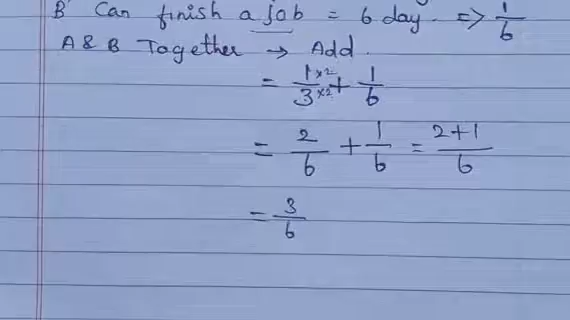 B Can finish a job = 6 day. => 1/6
A & B Together → Add.
= 1×2/3×2 + 1/6
= 2/6 + 1/6 = 2+1/6
= 3/6